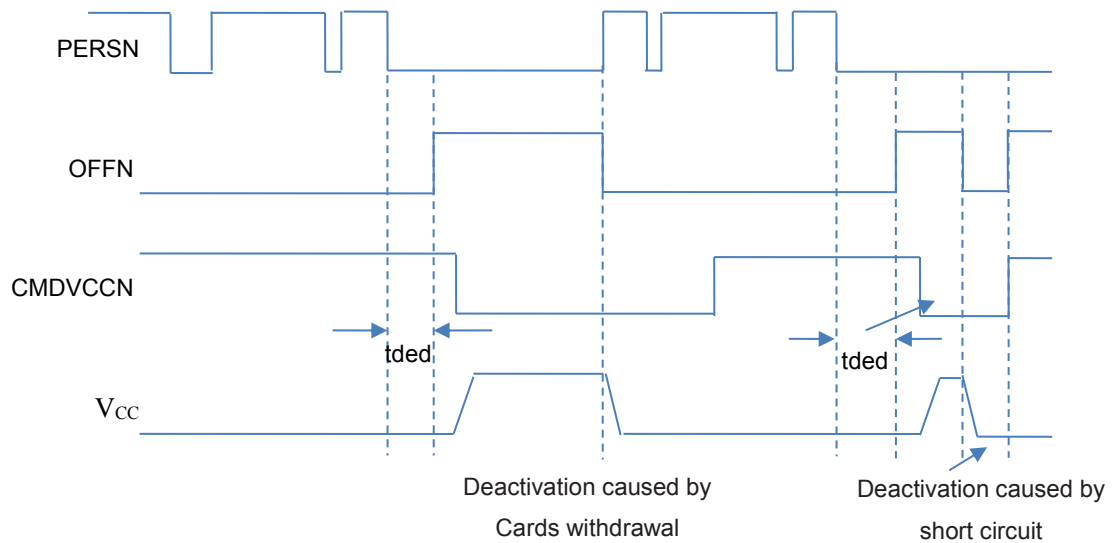 PERSN
OFFN
CMDVCCN
tded
tded
VCC
Deactivation caused by
Cards withdrawal
Deactivation caused by
short circuit